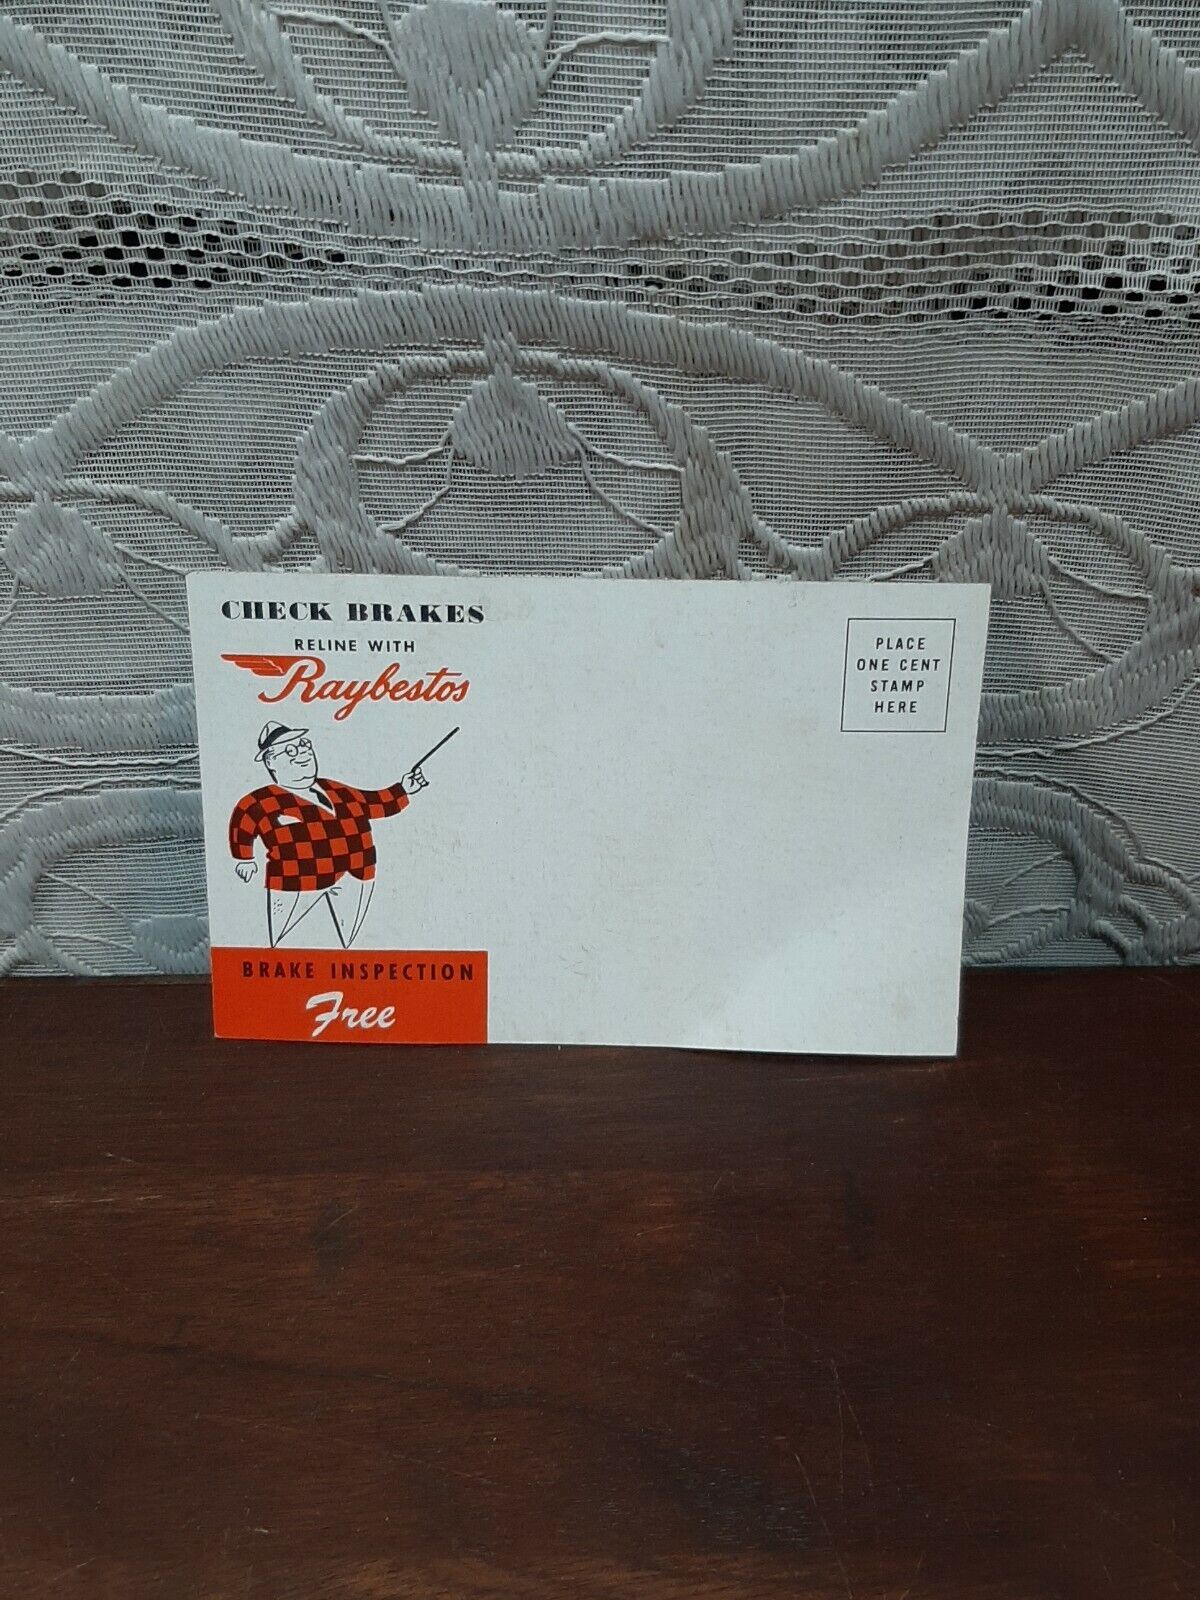 CHECK BRAKES
RELINE WITH
Raybestos
BRAKE INSPECTION
Free
PLACE
ONE CENT
STAMP
HERE